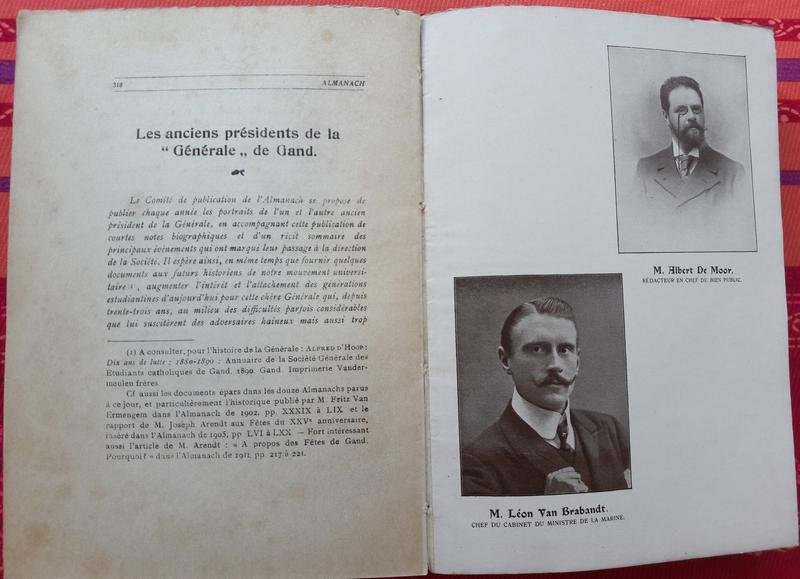 318 ALMANACH
Les anciens présidents de la
“ Générale „ de Gand.
Le Comité de publication de l'Almanach se propose de
publier chaque année les portraits de l'un et l'autre ancien
président de la Générale, en accompagnant cette publication de
courtes notes biographiques et d'un récit sommaire des
principaux événements qui ont marqué leur passage à la direction
de la Société. Il espère ainsi, en même temps que fournir quelques
documents aux futurs historiens de notre mouvement universi-
taire(1), augmenter l'intérêt et l'attachement des générations
estudiantines d'aujourd'hui pour cette chère Générale qui, depuis
trente-trois ans, au milieu des difficultés parfois considérables
que lui suscitèrent des adversaires haineux mais aussi trop
(1) A consulter, pour l'histoire de la Générale : ALFRED D'HOOP:
Dix ans de lutte : 1880-1890 : Annuaire de la Société Générale des
Etudiants catholiques de Gand. 1890. Gand. Imprimerie Vander-
meulen frères.
Cf aussi les documents épars dans les douze Almanachs parus
à ce jour, et particulièrement l'historique publié par M. Fritz Van
Ermengem dans l'Almanach de 1902, pp. XXXIX à LIX et le
rapport de M. Joseph Arendt aux Fêtes du XXVe anniversaire,
inséré dans l'Almanach de 1905, pp LVI à LXX — Fort intéressant
aussi l'article de M. Arendt : « A propos des Fêtes de Gand.
Pourquoi? » dans l'Almanach de 1911, pp. 217 à 221.
M. Albert De Moor,
RÉDACTEUR EN CHEF DU BIEN PUBLIC.
M. Léon Van Brabandt.
CHEF DU CABINET DU MINISTRE DE LA MARINE.